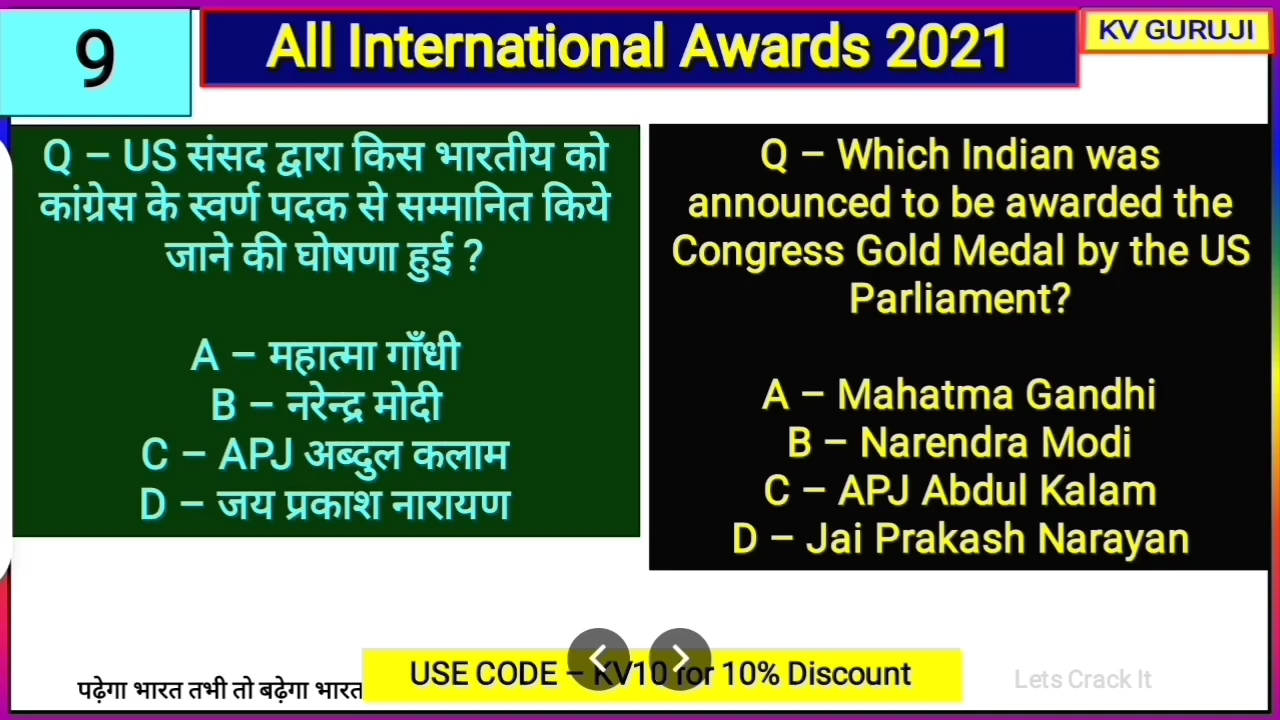 9
All International Awards 2021
KV GURUJI
Q – US संसद द्वारा किस भारतीय को
कांग्रेस के स्वर्ण पदक से सम्मानित किये
जाने की घोषणा हुई ?
A – महात्मा गाँधी
B – नरेन्द्र मोदी
C – APJ अब्दुल कलाम
D – जय प्रकाश नारायण
Q – Which Indian was
announced to be awarded the
Congress Gold Medal by the US
Parliament?
A – Mahatma Gandhi
B – Narendra Modi
C – APJ Abdul Kalam
D – Jai Prakash Narayan
पढ़ेगा भारत तभी तो बढ़ेगा भारत
USE CODE – KV10 for 10% Discount
Lets Crack It